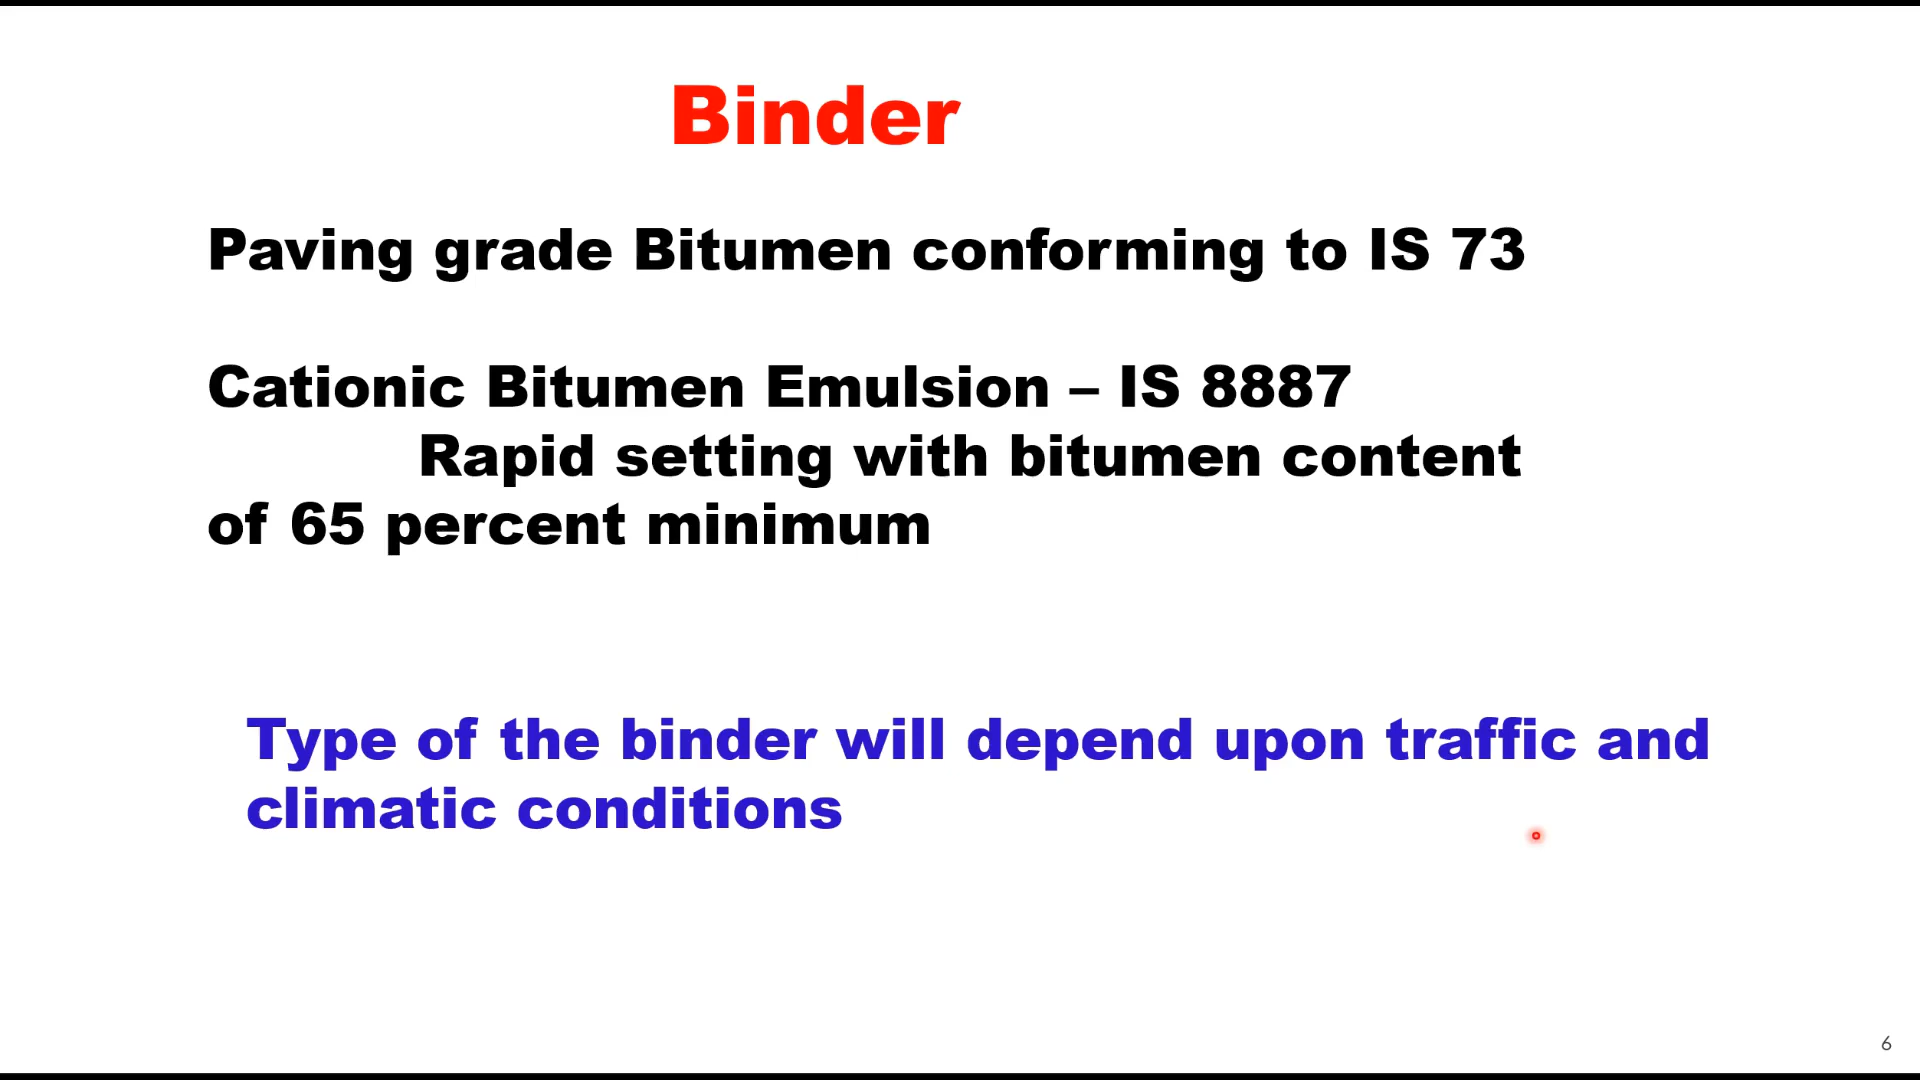 Binder
Paving grade Bitumen conforming to IS 73
Cationic Bitumen Emulsion – IS 8887
Rapid setting with bitumen content
of 65 percent minimum
Type of the binder will depend upon traffic and
climatic conditions
6